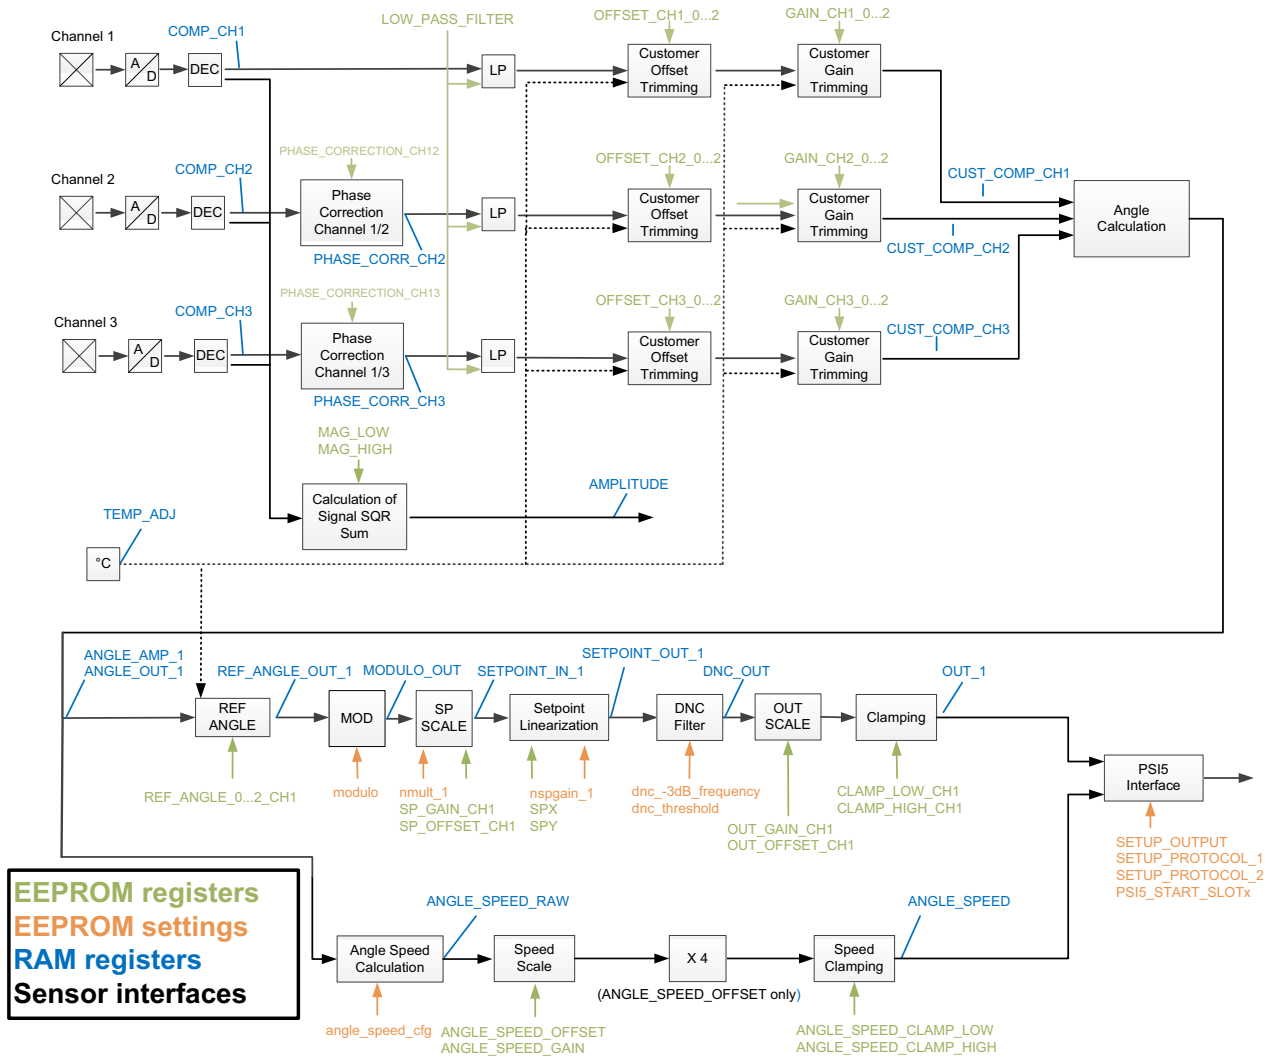 LOW_PASS_FILTER
OFFSET_CH1_0...2
GAIN_CH1_0...2
Channel 1
COMP_CH1
A
D
DEC
LP
Customer
Offset
Trimming
Customer
Gain
Trimming
PHASE_CORRECTION_CH12
OFFSET_CH2_0...2
GAIN_CH2_0...2
Channel 2
COMP_CH2
CUST_COMP_CH1
A
D
DEC
Phase
Correction
Channel 1/2
LP
Customer
Offset
Trimming
Customer
Gain
Trimming
Angle
Calculation
PHASE_CORR_CH2
CUST_COMP_CH2
PHASE_CORRECTION_CH13
OFFSET_CH3_0...2
GAIN_CH3_0...2
Channel 3
COMP_CH3
CUST_COMP_CH3
A
D
DEC
Phase
Correction
Channel 1/3
LP
Customer
Offset
Trimming
Customer
Gain
Trimming
PHASE_CORR_CH3
MAG_LOW
MAG_HIGH
AMPLITUDE
Calculation of
Signal SQR
Sum
TEMP_ADJ
°C
ANGLE_AMP_1
ANGLE_OUT_1
REF_ANGLE_OUT_1
MODULO_OUT
SETPOINT_IN_1
SETPOINT_OUT_1
DNC_OUT
OUT_1
REF
ANGLE
MOD
SP
SCALE
Setpoint
Linearization
DNC
Filter
OUT
SCALE
Clamping
PSI5
Interface
REF_ANGLE_0...2_CH1
modulo
nmult_1
SP_GAIN_CH1
SP_OFFSET_CH1
nspgain_1
SPX
SPY
dnc_-3dB_frequency
dnc_threshold
OUT_GAIN_CH1
OUT_OFFSET_CH1
CLAMP_LOW_CH1
CLAMP_HIGH_CH1
SETUP_OUTPUT
SETUP_PROTOCOL_1
SETUP_PROTOCOL_2
PSI5_START_SLOTx
EEPROM registers
EEPROM settings
RAM registers
Sensor interfaces
ANGLE_SPEED_RAW
ANGLE_SPEED
Angle Speed
Calculation
Speed
Scale
X 4
Speed
Clamping
(ANGLE_SPEED_OFFSET only)
angle_speed_cfg
ANGLE_SPEED_OFFSET
ANGLE_SPEED_GAIN
ANGLE_SPEED_CLAMP_LOW
ANGLE_SPEED_CLAMP_HIGH